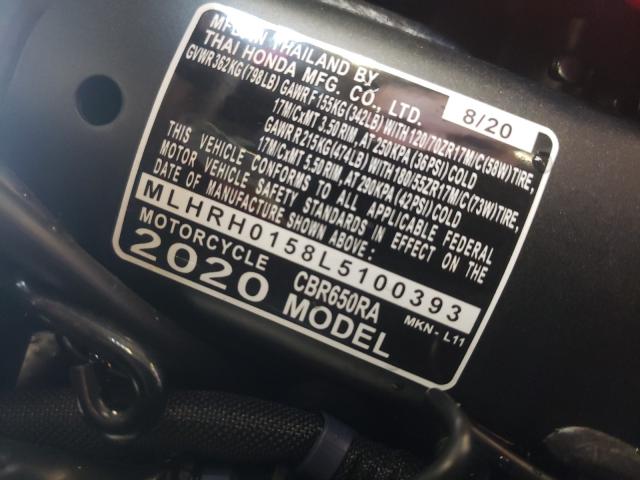 MFD. IN THAILAND BY
THAI HONDA MFG. CO., LTD.
8/20
GVWR 362KG (798LB) GAWR F 155KG (342LB) WITH 120/70ZR17M/C(58W)TIRE,
17M/CxMT 3.50 RIM, AT 250KPA (36PSI) COLD
GAWR R 215KG (474LB) WITH 180/55ZR17M/C(73W)TIRE,
17M/CxMT 5.50 RIM, AT 290KPA (42PSI) COLD
THIS VEHICLE CONFORMS TO ALL APPLICABLE FEDERAL
MOTOR VEHICLE SAFETY STANDARDS IN EFFECT ON THE
DATE OF MANUFACTURE SHOWN ABOVE:
MLHRH0158L5100393
MOTORCYCLE CBR650RA MKN-L11
2020 MODEL